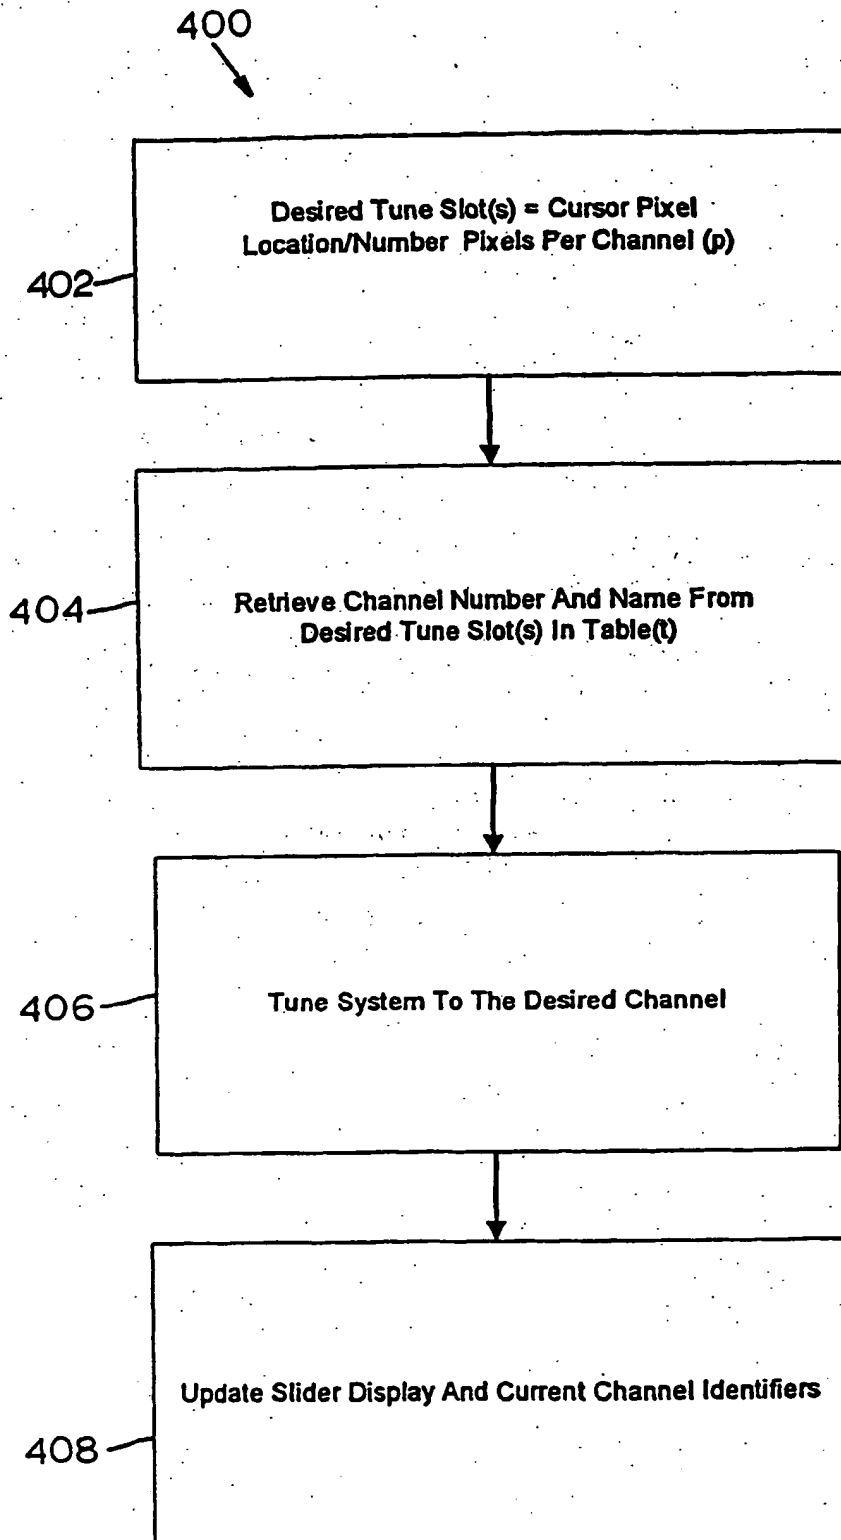 400
Desired Tune Slot(s) = Cursor Pixel
Location/Number Pixels Per Channel (p)
402
Retrieve Channel Number And Name From
Desired Tune Slot(s) In Table(t)
404
Tune System To The Desired Channel
406
Update Slider Display And Current Channel Identifiers
408